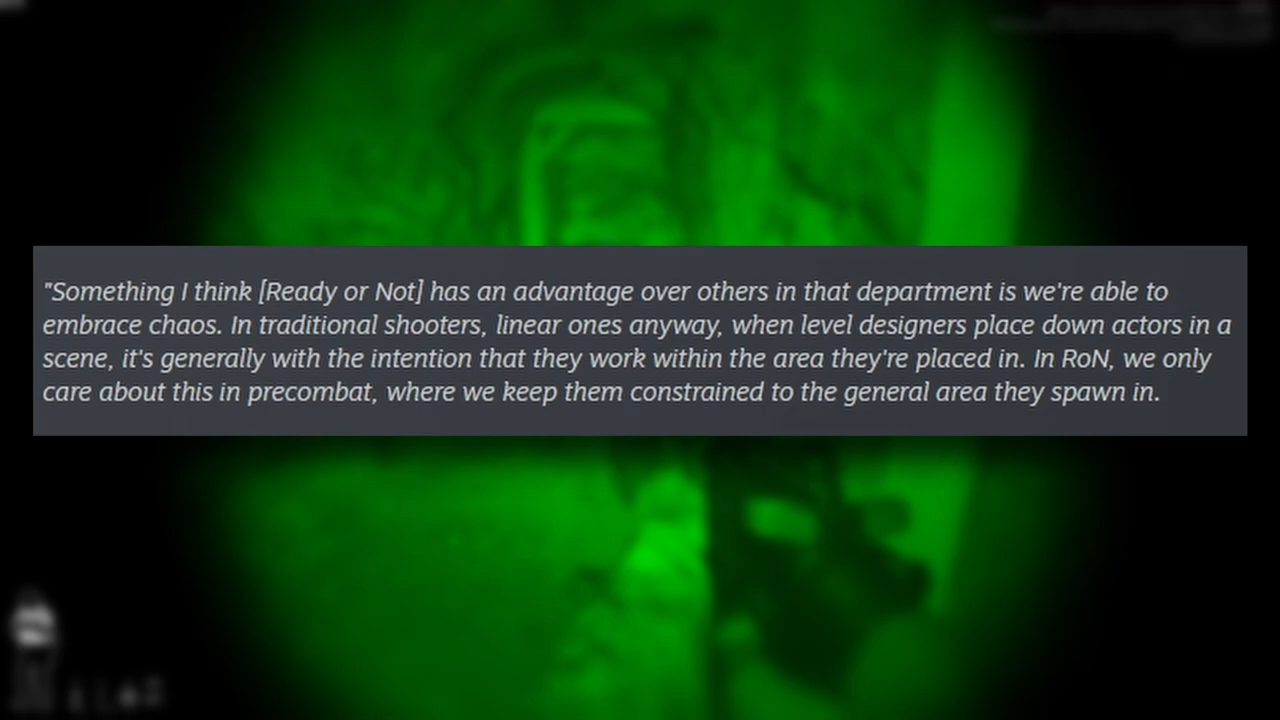 "Something I think [Ready or Not] has an advantage over others in that department is we're able to
embrace chaos. In traditional shooters, linear ones anyway, when level designers place down actors in a
scene, it's generally with the intention that they work within the area they're placed in. In RoN, we only
care about this in precombat, where we keep them constrained to the general area they spawn in.